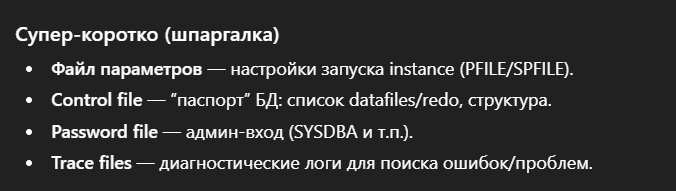 Супер-коротко (шпаргалка)
• Файл параметров — настройки запуска instance (PFILE/SPFILE).
• Control file — “паспорт” БД: список datafiles/redo, структура.
• Password file — админ-вход (SYSDBA и т.п.).
• Trace files — диагностические логи для поиска ошибок/проблем.